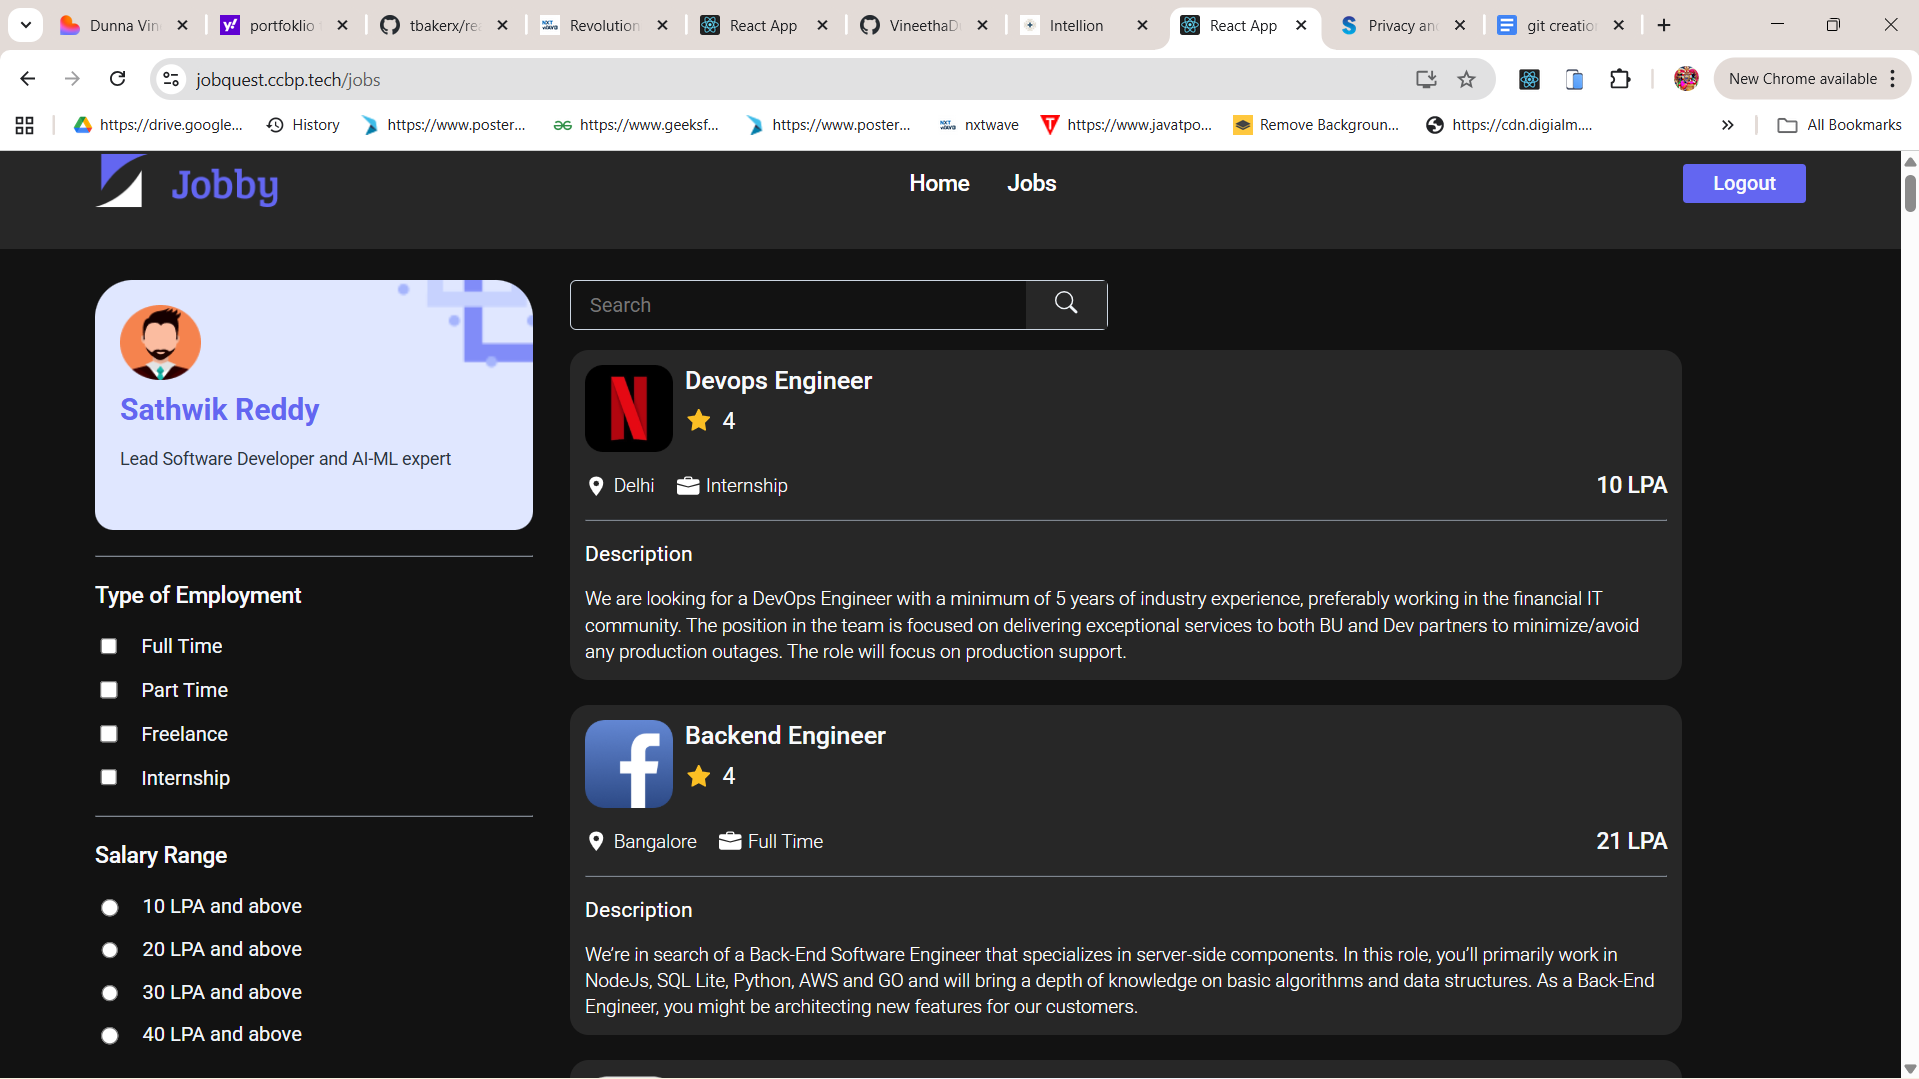 Dunna Vin
portfoklio
tbakerx/rea
Revolution
React App
VineethaD
Intellion
React App
Privacy an
git creatio
jobquest.ccbp.tech/jobs
New Chrome available
https://drive.google...
History
https://www.poster...
https://www.geeksf...
https://www.poster...
nxtwave
https://www.javatpo...
Remove Backgroun...
https://cdn.digialm....
All Bookmarks
Jobby
Home
Jobs
Logout
Sathwik Reddy
Lead Software Developer and AI-ML expert
Type of Employment
Full Time
Part Time
Freelance
Internship
Salary Range
10 LPA and above
20 LPA and above
30 LPA and above
40 LPA and above
Search
Devops Engineer
4
Delhi
Internship
10 LPA
Description
We are looking for a DevOps Engineer with a minimum of 5 years of industry experience, preferably working in the financial IT
community. The position in the team is focused on delivering exceptional services to both BU and Dev partners to minimize/avoid
any production outages. The role will focus on production support.
Backend Engineer
4
Bangalore
Full Time
21 LPA
Description
We’re in search of a Back-End Software Engineer that specializes in server-side components. In this role, you’ll primarily work in
NodeJs, SQL Lite, Python, AWS and GO and will bring a depth of knowledge on basic algorithms and data structures. As a Back-End
Engineer, you might be architecting new features for our customers.